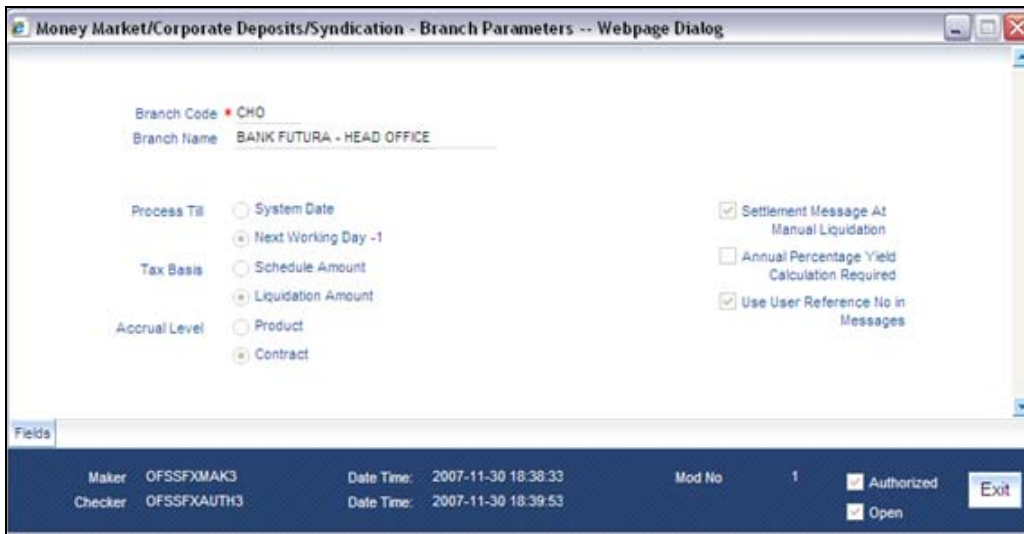 Money Market/Corporate Deposits/Syndication - Branch Parameters -- Webpage Dialog
Branch Code * CHO
Branch Name BANK FUTURA - HEAD OFFICE
Process Till System Date
Next Working Day -1
Tax Basis Schedule Amount
Liquidation Amount
Accrual Level Product
Contract
Settlement Message At
Manual Liquidation
Annual Percentage Yield
Calculation Required
Use User Reference No in
Messages
Fields
Maker OFSSFXMAK3 Date Time: 2007-11-30 18:38:33 Mod No 1 Authorized
Checker OFSSFXAUTH3 Date Time: 2007-11-30 18:39:53 Open
Exit